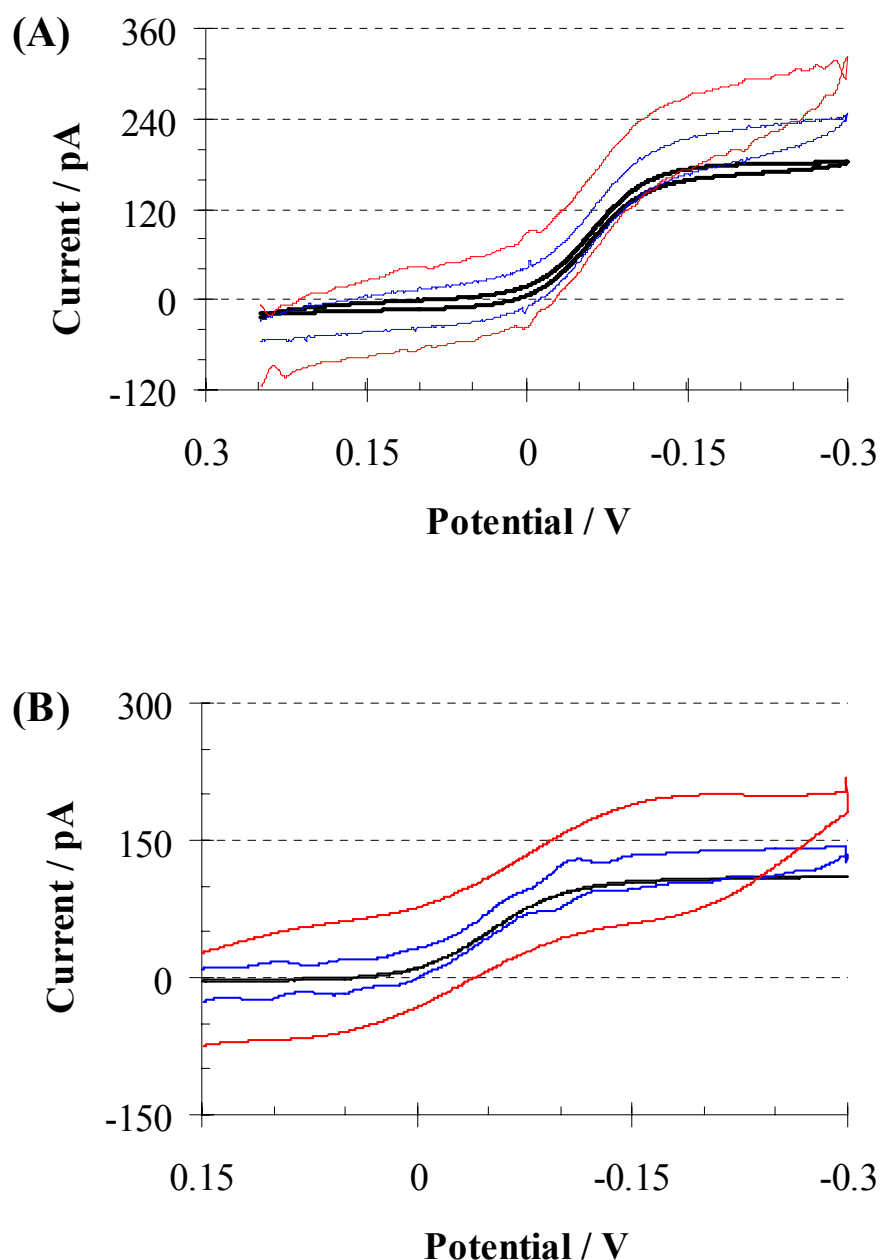 (A)
360
240
120
0
-120
Current / pA
0.3 0.15 0 -0.15 -0.3
Potential / V
(B)
300
150
0
-150
Current / pA
0.15 0 -0.15 -0.3
Potential / V